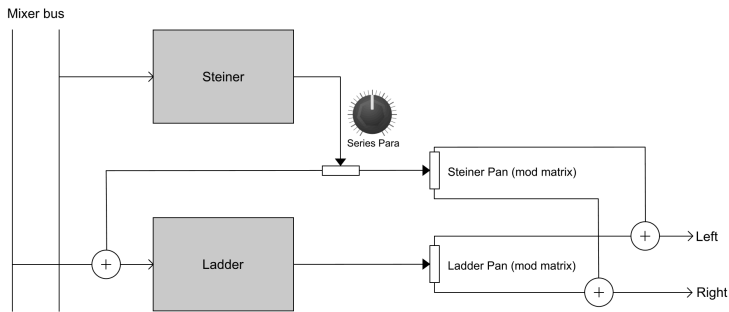 Mixer bus
Steiner
Series Para
Steiner Pan (mod matrix)
Left
Ladder
Ladder Pan (mod matrix)
Right